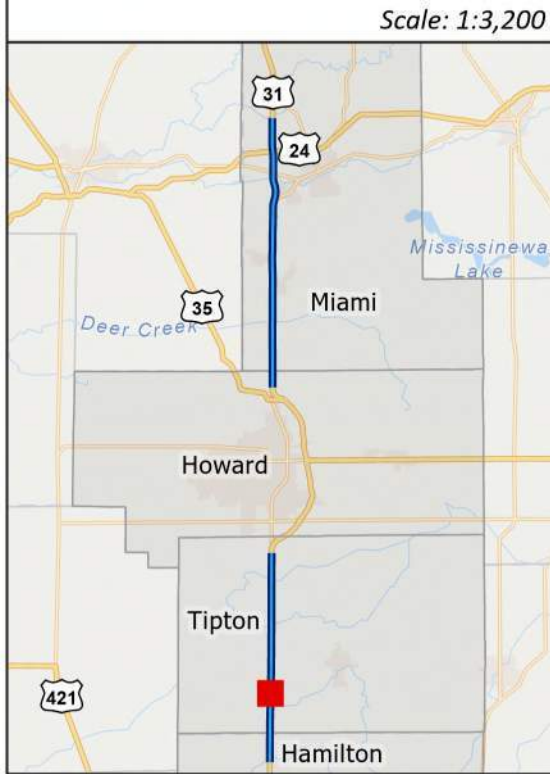 Scale: 1:3,200
31
24
Mississinewa
Lake
35
Miami
Deer Creek
Howard
Tipton
421
Hamilton